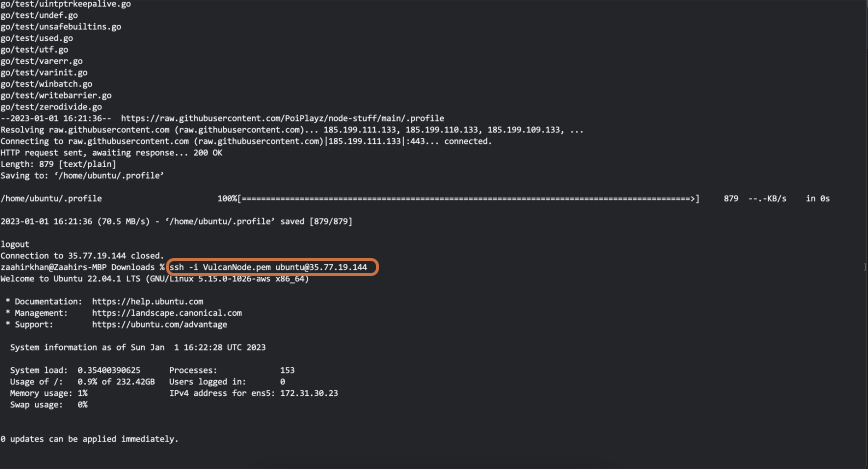 go/test/uintptrkeepalive.go
go/test/undef.go
go/test/unsafebuiltins.go
go/test/used.go
go/test/utf.go
go/test/varerr.go
go/test/varinit.go
go/test/winbatch.go
go/test/writebarrier.go
go/test/zerodivide.go
--2023-01-01 16:21:36--  https://raw.githubusercontent.com/PoiPlayz/node-stuff/main/.profile
Resolving raw.githubusercontent.com (raw.githubusercontent.com)... 185.199.111.133, 185.199.110.133, 185.199.109.133, ...
Connecting to raw.githubusercontent.com (raw.githubusercontent.com)|185.199.111.133|:443... connected.
HTTP request sent, awaiting response... 200 OK
Length: 879 [text/plain]
Saving to: ‘/home/ubuntu/.profile’
/home/ubuntu/.profile 100%[===========================================================================================>] 879 --.-KB/s in 0s
2023-01-01 16:21:36 (70.5 MB/s) - ‘/home/ubuntu/.profile’ saved [879/879]
logout
Connection to 35.77.19.144 closed.
zaahirkhan@Zaahirs-MBP Downloads % ssh -i VulcanNode.pem ubuntu@35.77.19.144
Welcome to Ubuntu 22.04.1 LTS (GNU/Linux 5.15.0-1026-aws x86_64)
* Documentation:  https://help.ubuntu.com
* Management:     https://landscape.canonical.com
* Support:        https://ubuntu.com/advantage
System information as of Sun Jan  1 16:22:28 UTC 2023
System load:  0.35400390625      Processes:             153
Usage of /:   0.9% of 232.42GB   Users logged in:       0
Memory usage: 1%                 IPv4 address for ens5: 172.31.30.23
Swap usage:   0%
0 updates can be applied immediately.